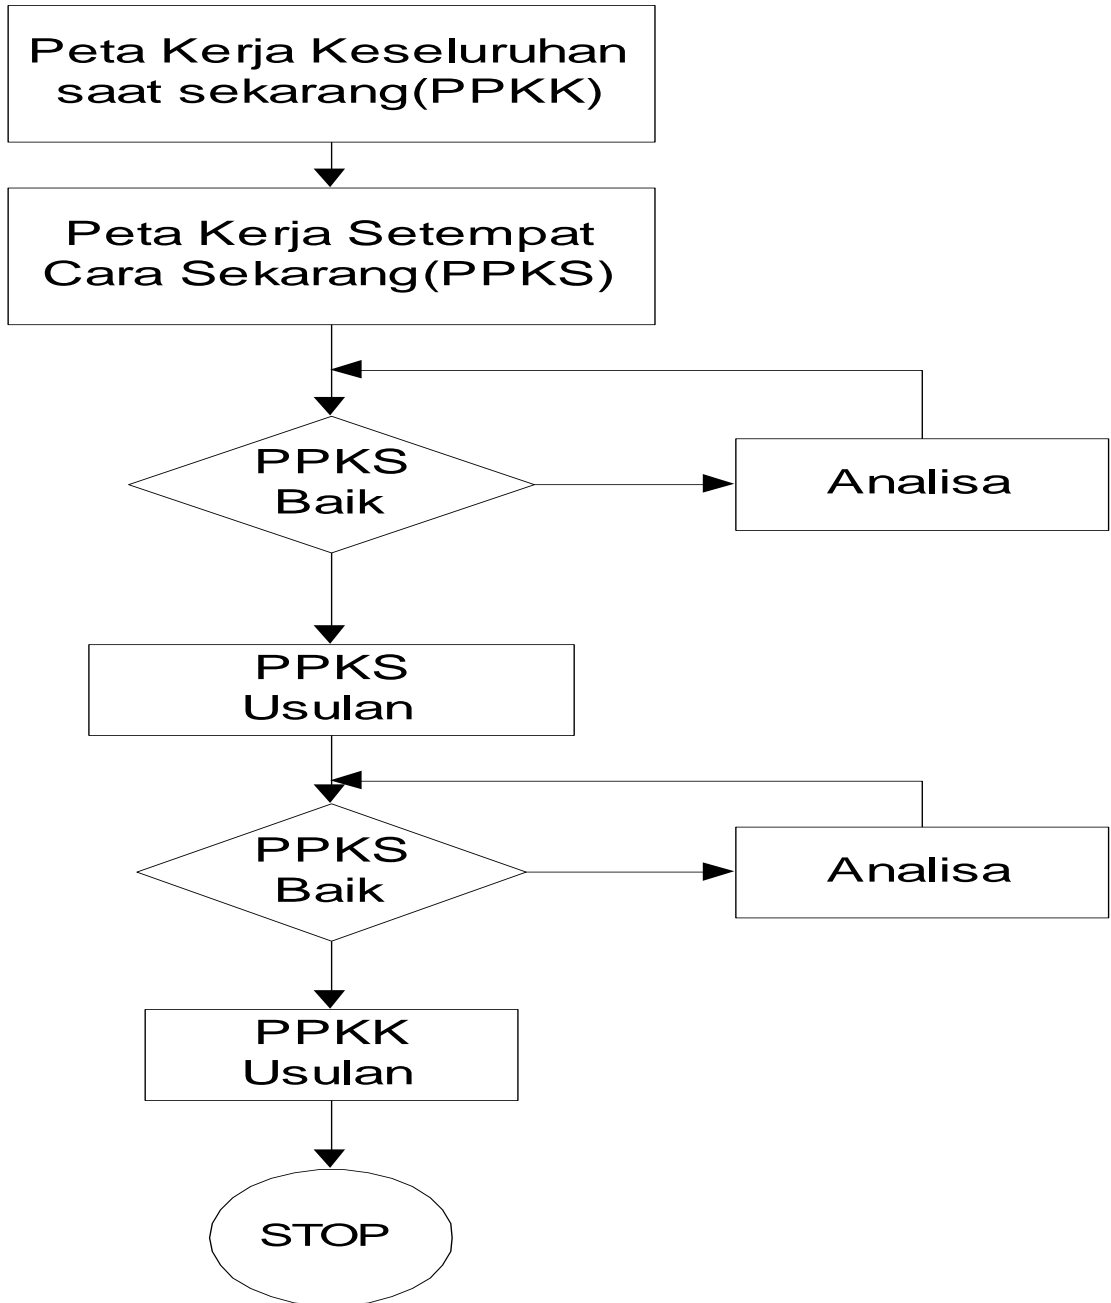 Peta Kerja Keseluruhan
saat sekarang(PPKK)
Peta Kerja Setempat
Cara Sekarang(PPKS)
PPKS
Baik
Analisa
PPKS
Usulan
PPKS
Baik
Analisa
PPKK
Usulan
STOP